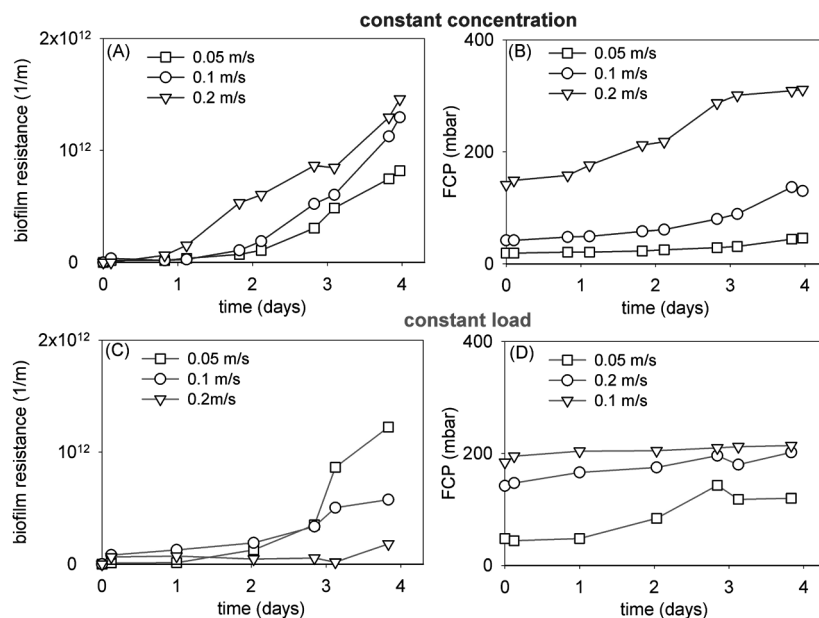 constant concentration
(A)
0.05 m/s
0.1 m/s
0.2 m/s
biofilm resistance (1/m)
2x10¹²
10¹²
0
0 1 2 3 4
time (days)
(B)
0.05 m/s
0.1 m/s
0.2 m/s
FCP (mbar)
400
200
0
0 1 2 3 4
time (days)
constant load
(C)
0.05 m/s
0.1 m/s
0.2m/s
biofilm resistance (1/m)
2x10¹²
10¹²
0
0 1 2 3 4
time (days)
(D)
0.05 m/s
0.2 m/s
0.1 m/s
FCP (mbar)
400
200
0
0 1 2 3 4
time (days)